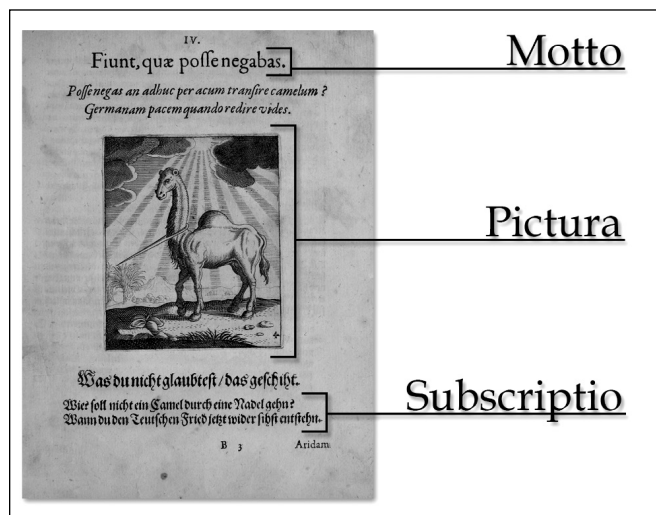 IV.
Fiunt, quæ poſſe negabas.
Motto
Poſſe negas an adhuc per acum tranſire camelum?
Germanam pacem quando redire vides.
Pictura
Was du nicht glaubteſt / das geſchiht.
Wie? ſoll nicht ein Camel durch eine Nadel gehn?
Wann du den Teutſchen Fried jetzt wider ſihſt entſtehn.
Subscriptio
B 3 Aridam